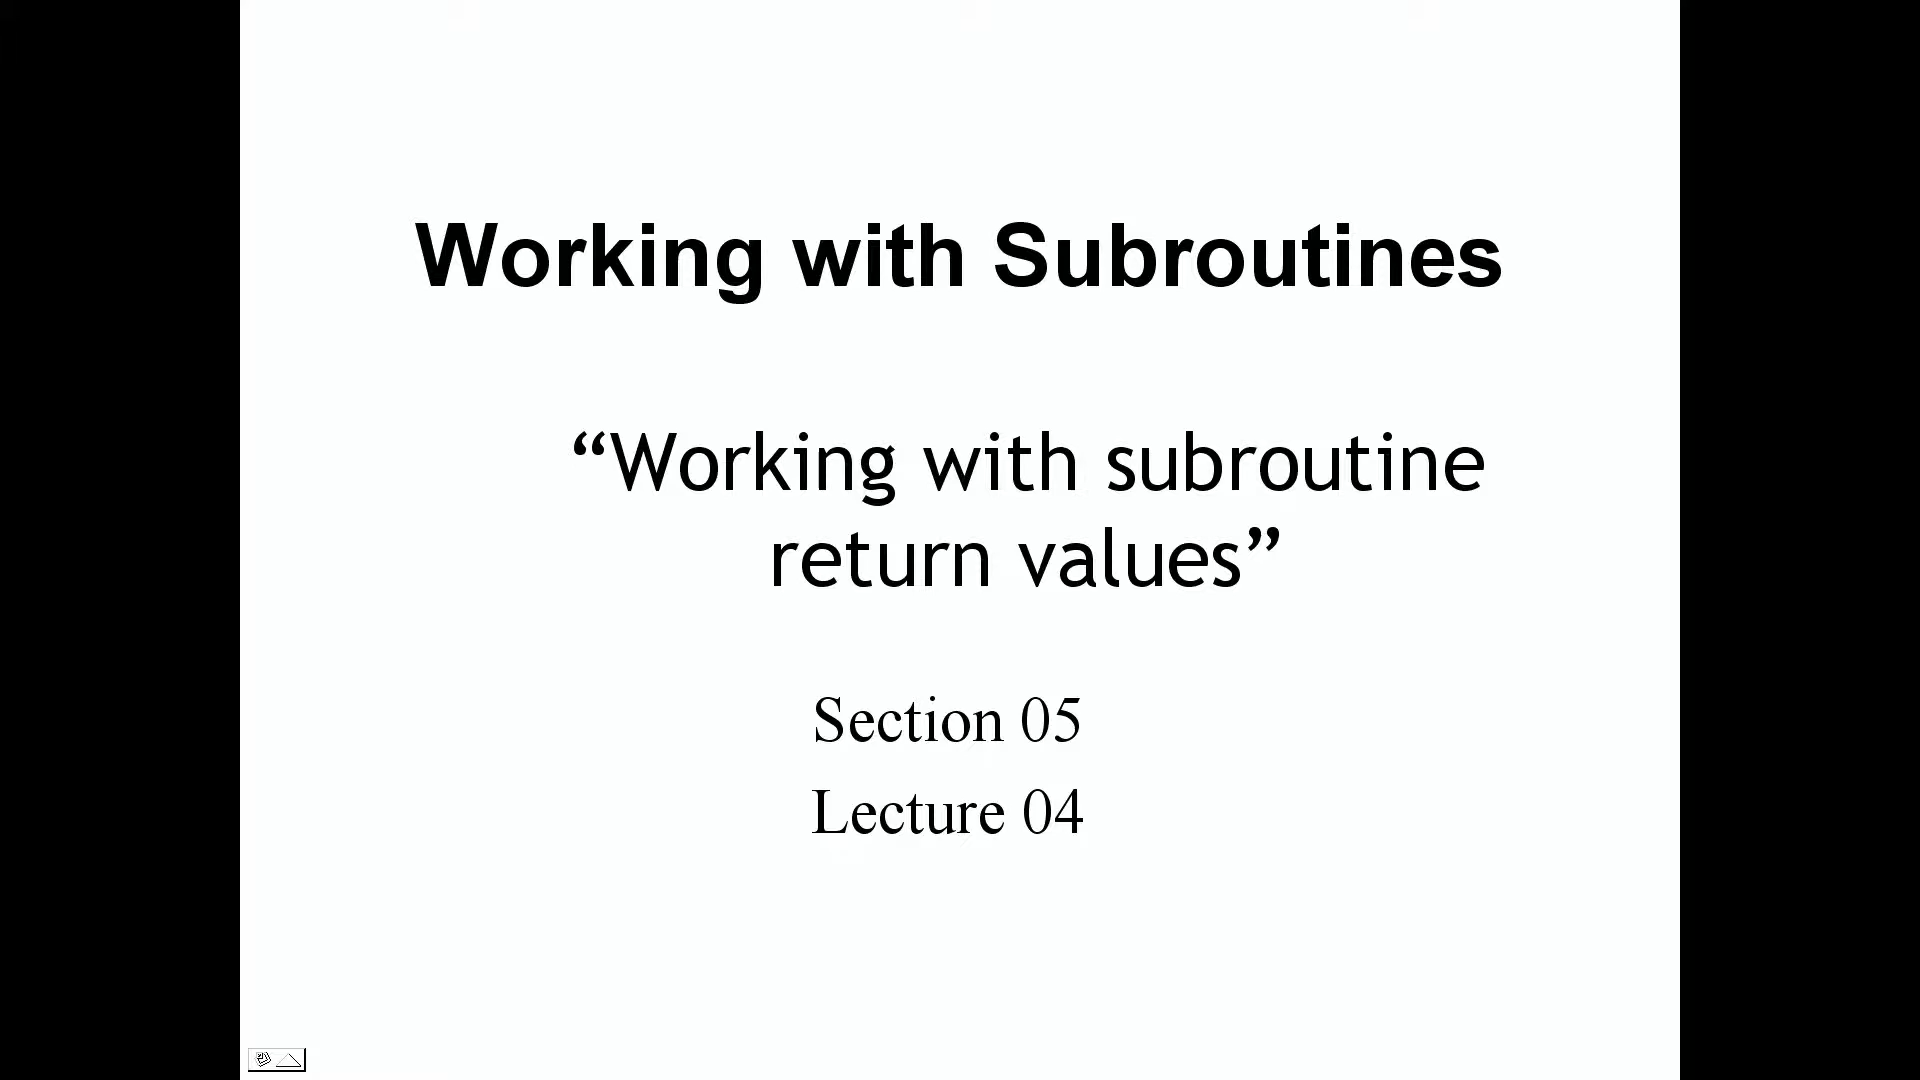 Working with Subroutines
“Working with subroutine
return values”
Section 05
Lecture 04